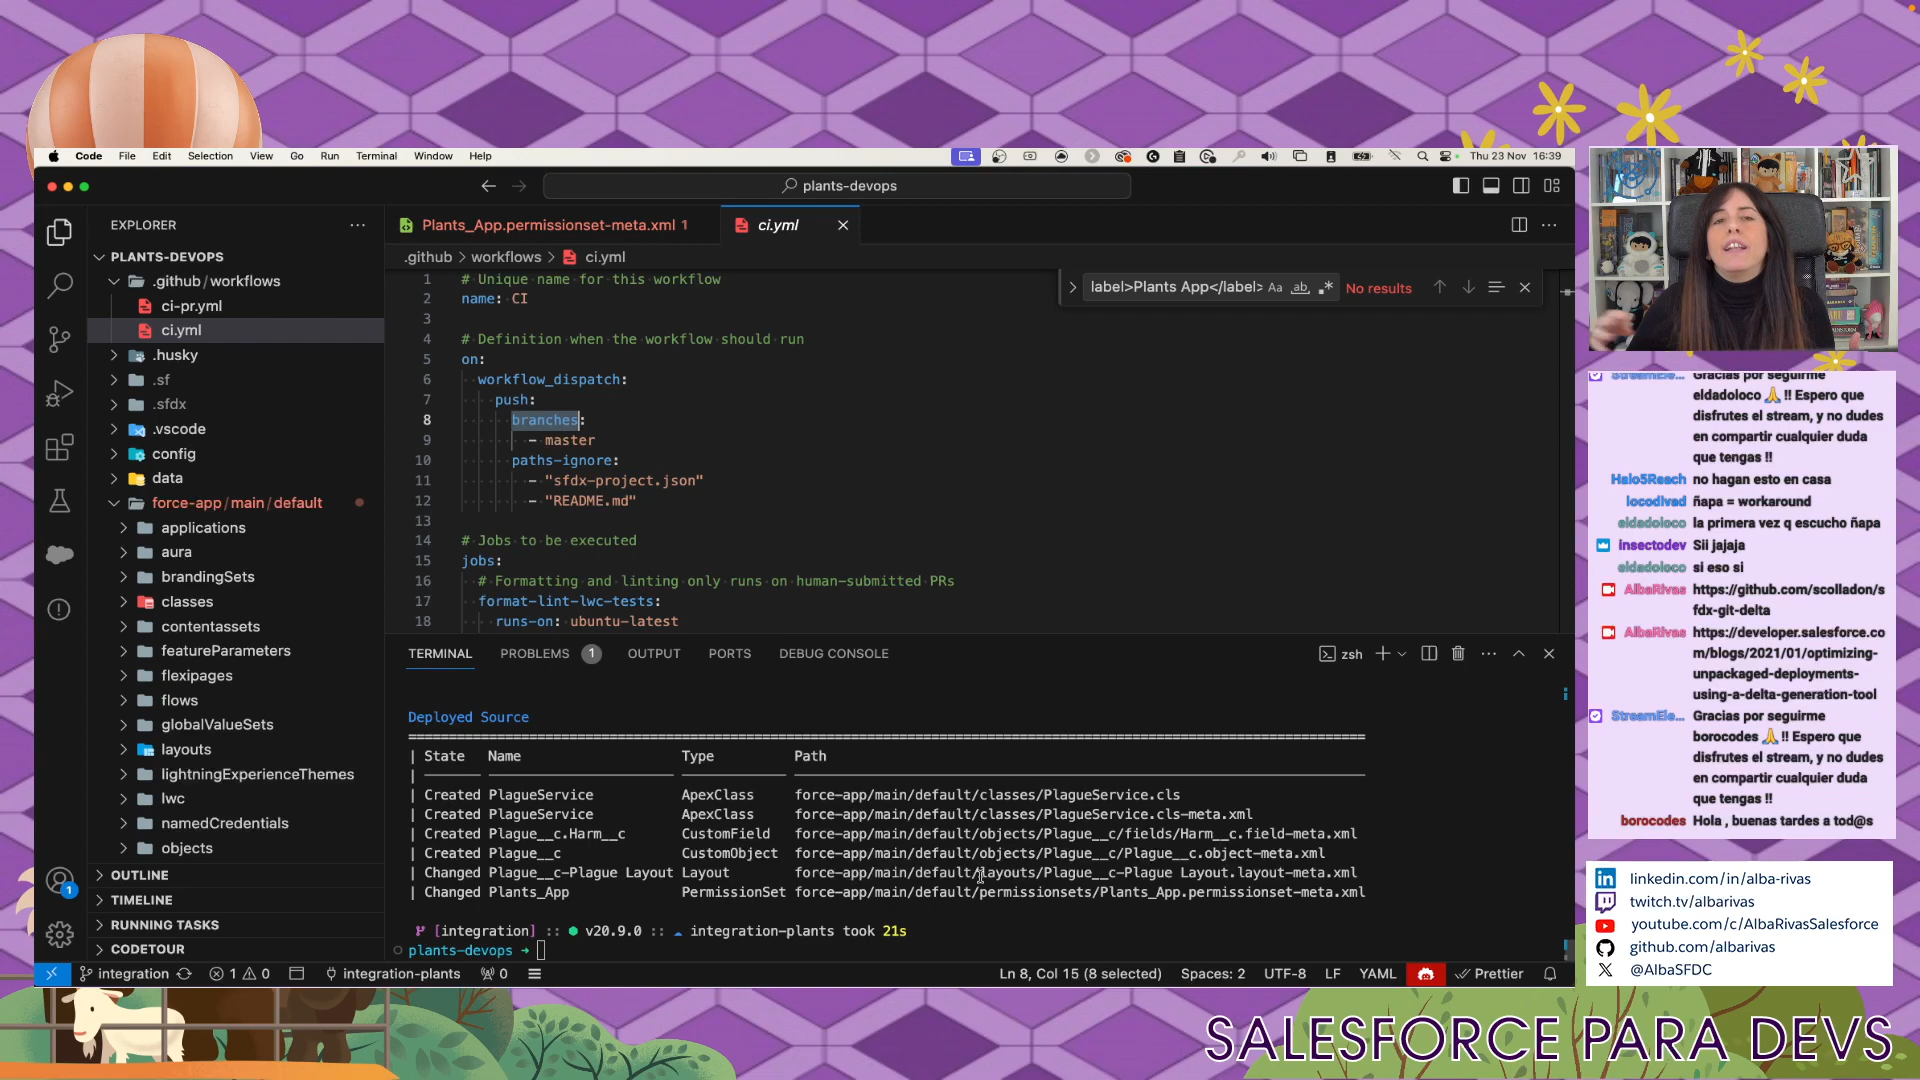 Code File Edit Selection View Go Run Terminal Window Help
Thu 23 Nov 16:39
plants-devops
EXPLORER
PLANTS-DEVOPS
.github / workflows
ci-pr.yml
ci.yml
.husky
.sf
.sfdx
.vscode
config
data
force-app / main / default
applications
aura
brandingSets
classes
contentassets
featureParameters
flexipages
flows
globalValueSets
layouts
lightningExperienceThemes
lwc
namedCredentials
objects
OUTLINE
TIMELINE
RUNNING TASKS
CODETOUR
1
Plants_App.permissionset-meta.xml 1
ci.yml
.github > workflows > ci.yml
label>Plants App</label> Aa ab No results
1 # Unique name for this workflow
2 name: CI
3
4 # Definition when the workflow should run
5 on:
6 workflow_dispatch:
7 push:
8 branches:
9 - master
10 paths-ignore:
11 - "sfdx-project.json"
12 - "README.md"
13
14 # Jobs to be executed
15 jobs:
16 # Formatting and linting only runs on human-submitted PRs
17 format-lint-lwc-tests:
18 runs-on: ubuntu-latest
TERMINAL PROBLEMS 1 OUTPUT PORTS DEBUG CONSOLE
zsh
Deployed Source
| State Name Type Path
| Created PlagueService ApexClass force-app/main/default/classes/PlagueService.cls
| Created PlagueService ApexClass force-app/main/default/classes/PlagueService.cls-meta.xml
| Created Plague__c.Harm__c CustomField force-app/main/default/objects/Plague__c/fields/Harm__c.field-meta.xml
| Created Plague__c CustomObject force-app/main/default/objects/Plague__c/Plague__c.object-meta.xml
| Changed Plague__c-Plague Layout Layout force-app/main/default/layouts/Plague__c-Plague Layout.layout-meta.xml
| Changed Plants_App PermissionSet force-app/main/default/permissionsets/Plants_App.permissionset-meta.xml
[integration] :: v20.9.0 :: integration-plants took 21s
plants-devops
integration 1 0 integration-plants 0
Ln 8, Col 15 (8 selected) Spaces: 2 UTF-8 LF YAML Prettier
StreamEle... Gracias por seguirme
eldadoloco 🙏 !! Espero que
disfrutes el stream, y no dudes
en compartir cualquier duda
que tengas !!
Halo5Reach no hagan esto en casa
locodived ñapa = workaround
eldadoloco la primera vez q escucho ñapa
insectodev Sii jajaja
eldadoloco si eso si
AlbaRivas https://github.com/scolladon/s
fdx-git-delta
AlbaRivas https://developer.salesforce.co
m/blogs/2021/01/optimizing-
unpackaged-deployments-
using-a-delta-generation-tool
StreamEle... Gracias por seguirme
borocodes 🙏 !! Espero que
disfrutes el stream, y no dudes
en compartir cualquier duda
que tengas !!
borocodes Hola , buenas tardes a tod@s
linkedin.com/in/alba-rivas
twitch.tv/albarivas
youtube.com/c/AlbaRivasSalesforce
github.com/albarivas
@AlbaSFDC
SALESFORCE PARA DEVS